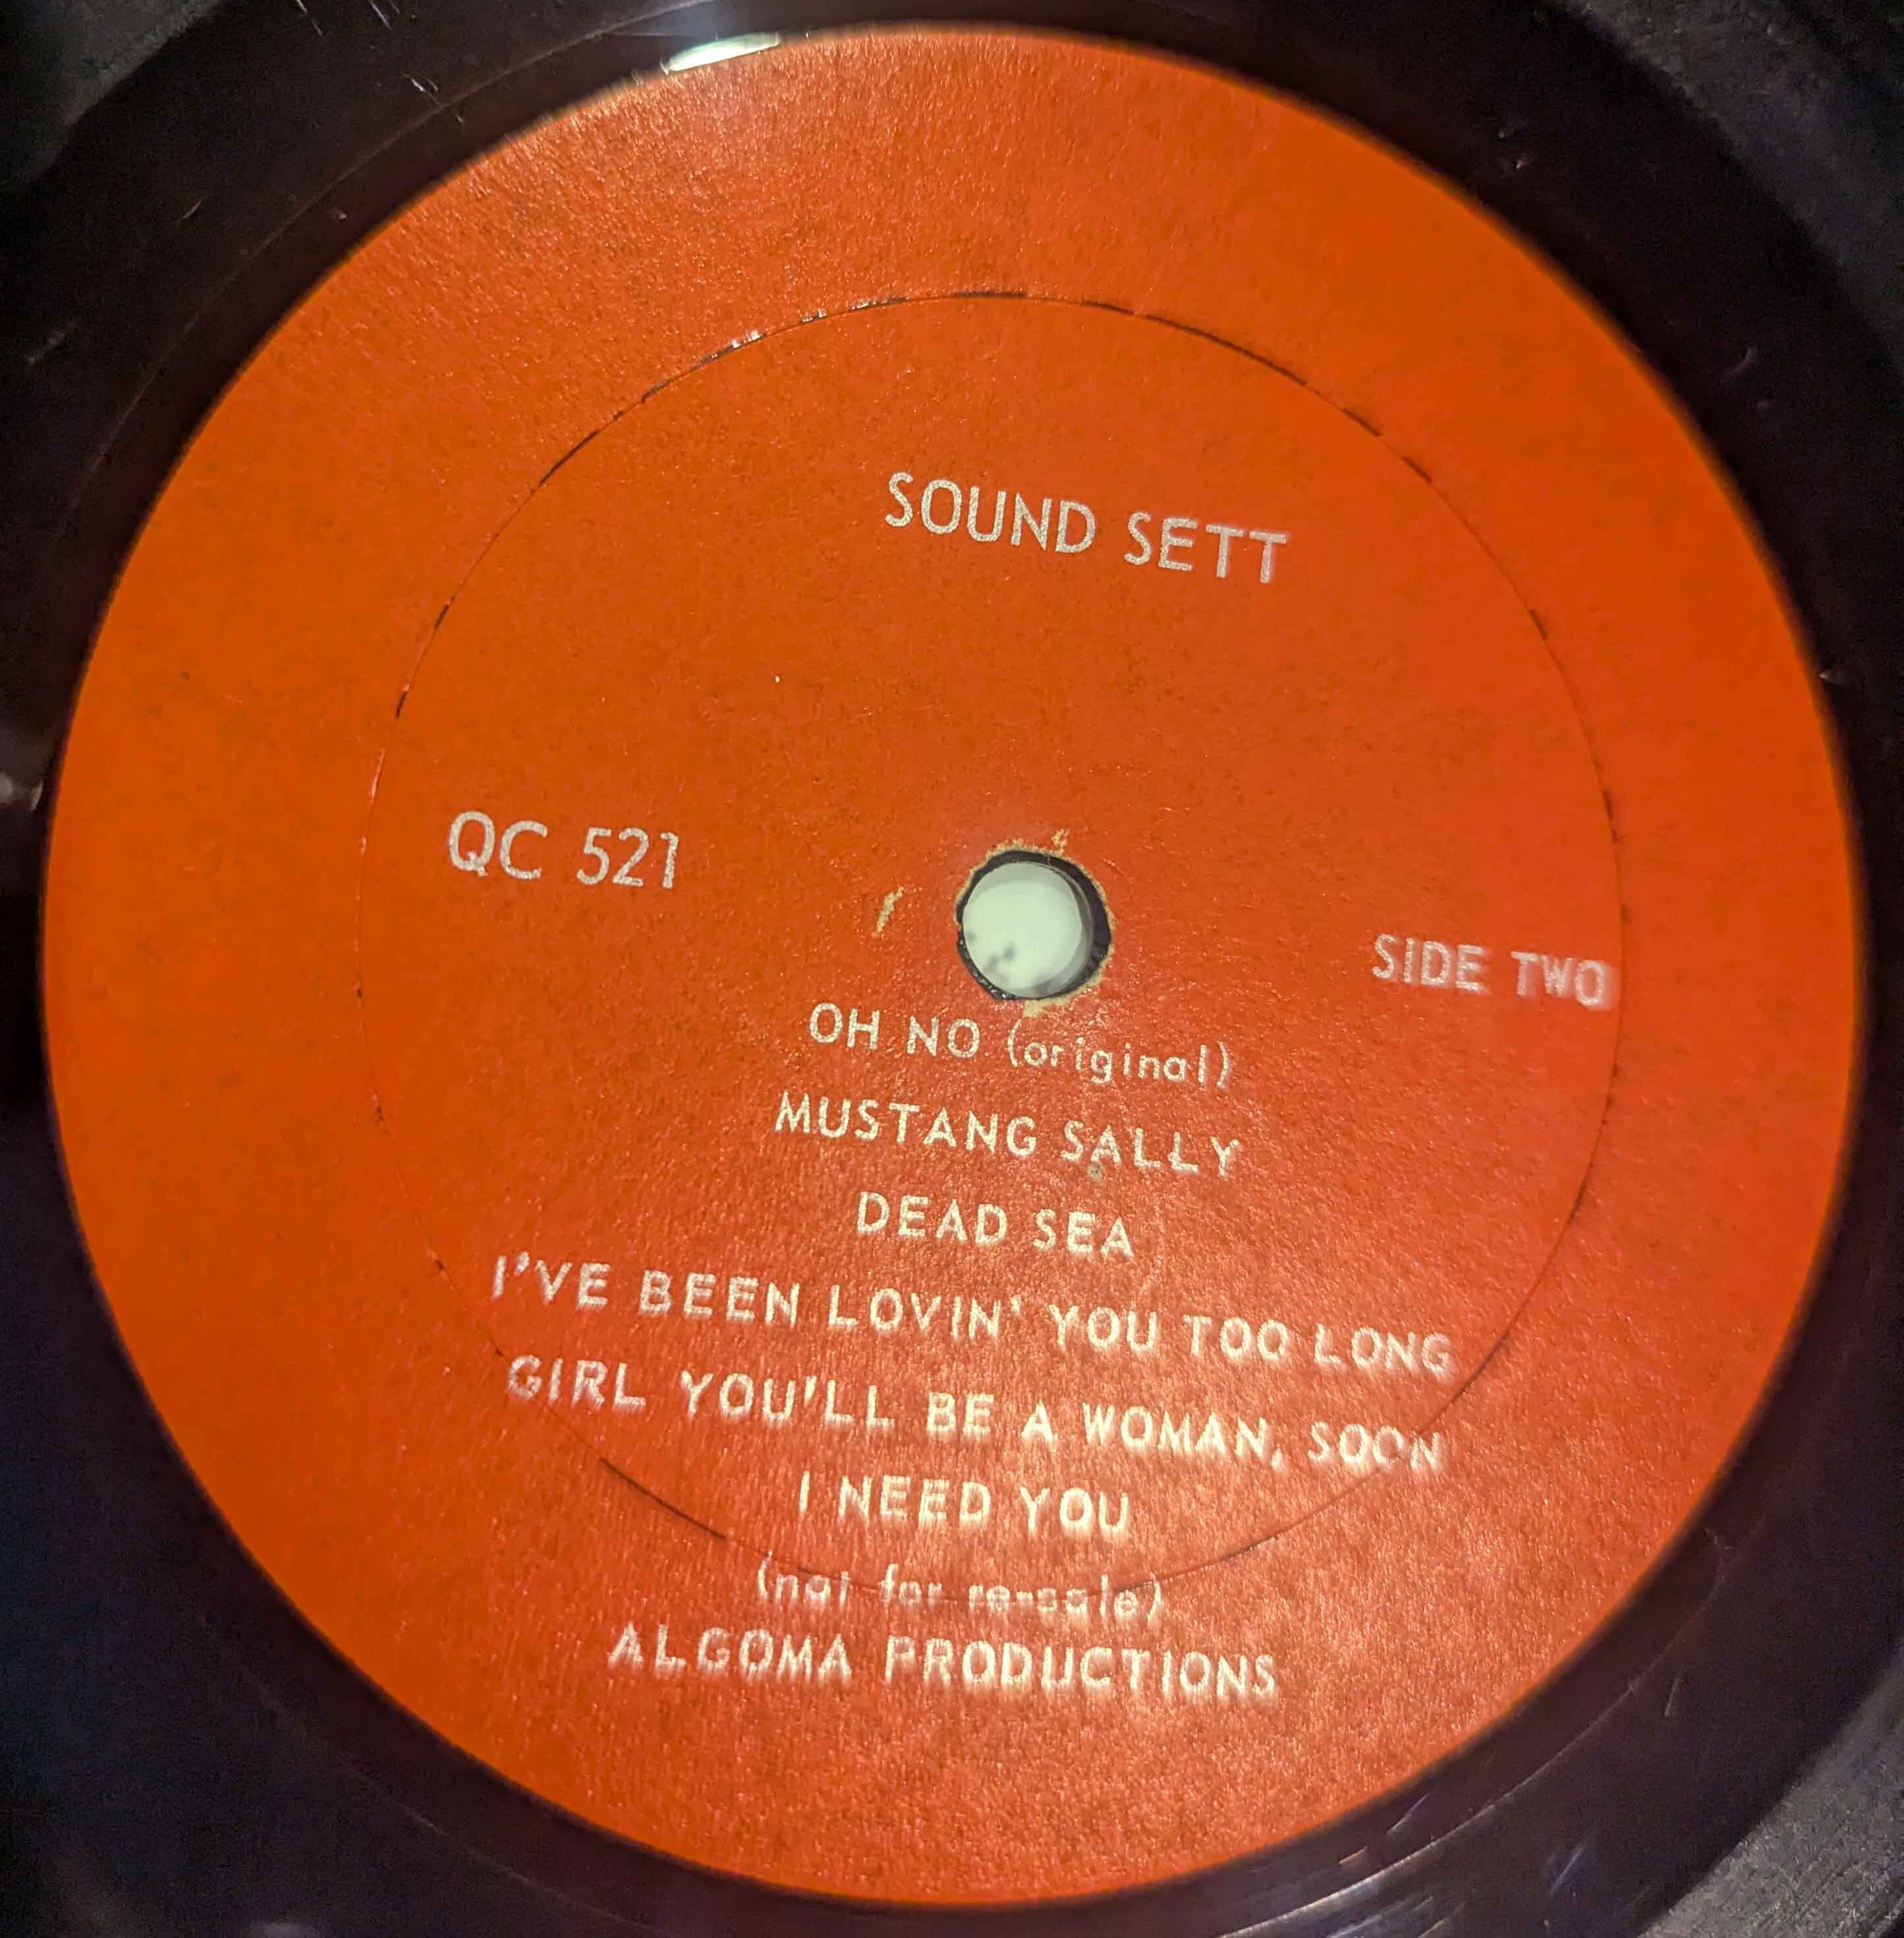 SOUND SETT
QC 521
SIDE TWO
OH NO (original)
MUSTANG SALLY
DEAD SEA
I'VE BEEN LOVIN' YOU TOO LONG
GIRL YOU'LL BE A WOMAN, SOON
I NEED YOU
(not for re-sale)
ALGOMA PRODUCTIONS